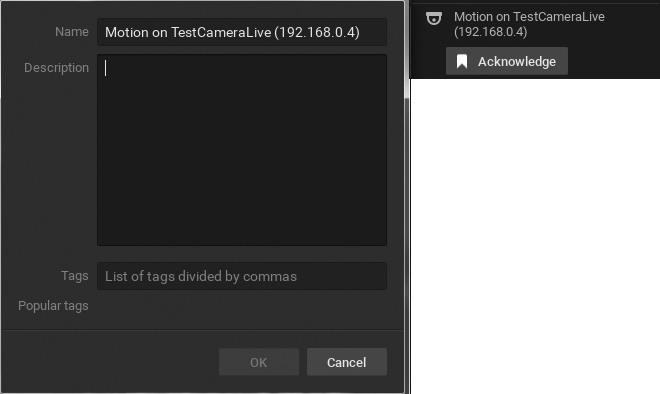 Name
Motion on TestCameraLive (192.168.0.4)
Description
Tags
List of tags divided by commas
Popular tags
OK
Cancel
Motion on TestCameraLive
(192.168.0.4)
Acknowledge